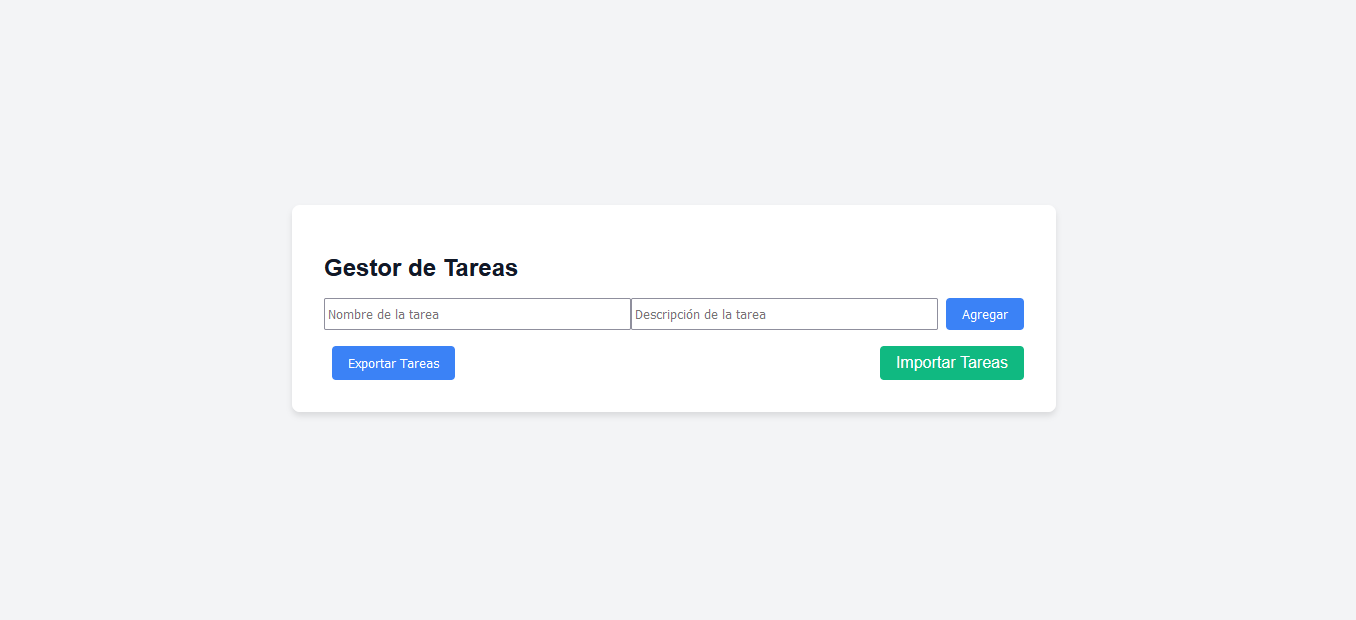 Gestor de Tareas
Nombre de la tarea Descripción de la tarea Agregar
Exportar Tareas Importar Tareas